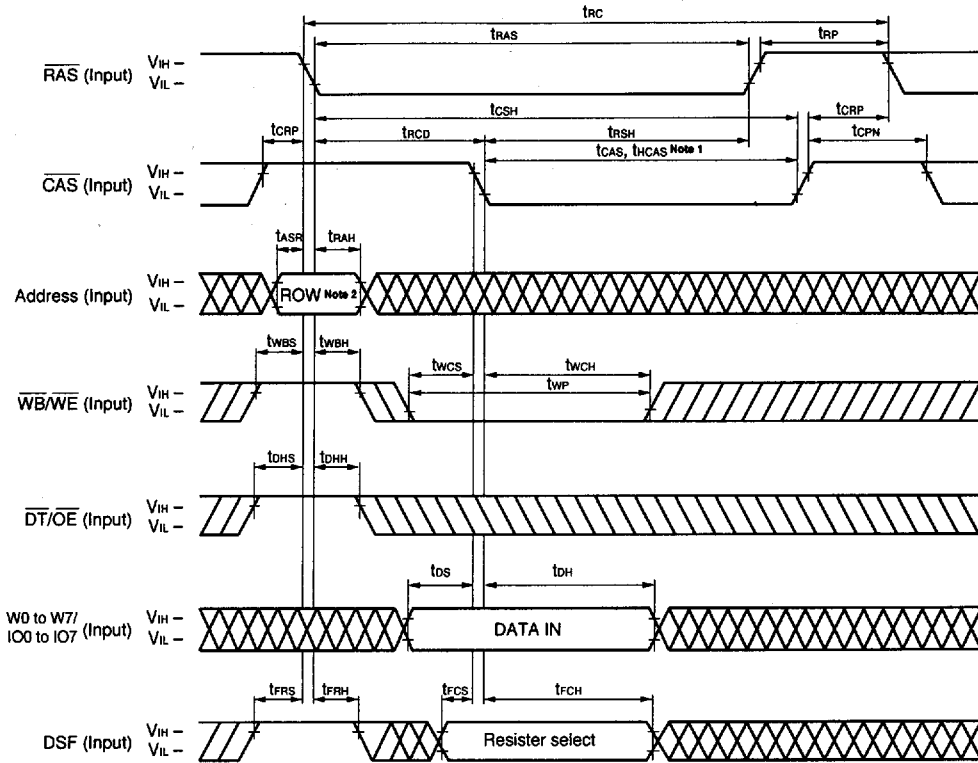 tRC
tRAS
tRP
RAS (Input)
VIH –
VIL –
tCSH
tCRP
tCRP
tRCD
tRSH
tCPN
tCAS, tHCAS Note 1
CAS (Input)
VIH –
VIL –
tASR
tRAH
Address (Input)
VIH –
VIL –
ROW Note 2
tWBS
tWBH
tWCS
tWCH
tWP
WB/WE (Input)
VIH –
VIL –
tDHS
tDHH
DT/OE (Input)
VIH –
VIL –
tDS
tDH
W0 to W7/
IO0 to IO7 (Input)
VIH –
VIL –
DATA IN
tFRS
tFRH
tFCS
tFCH
DSF (Input)
VIH –
VIL –
Resister select